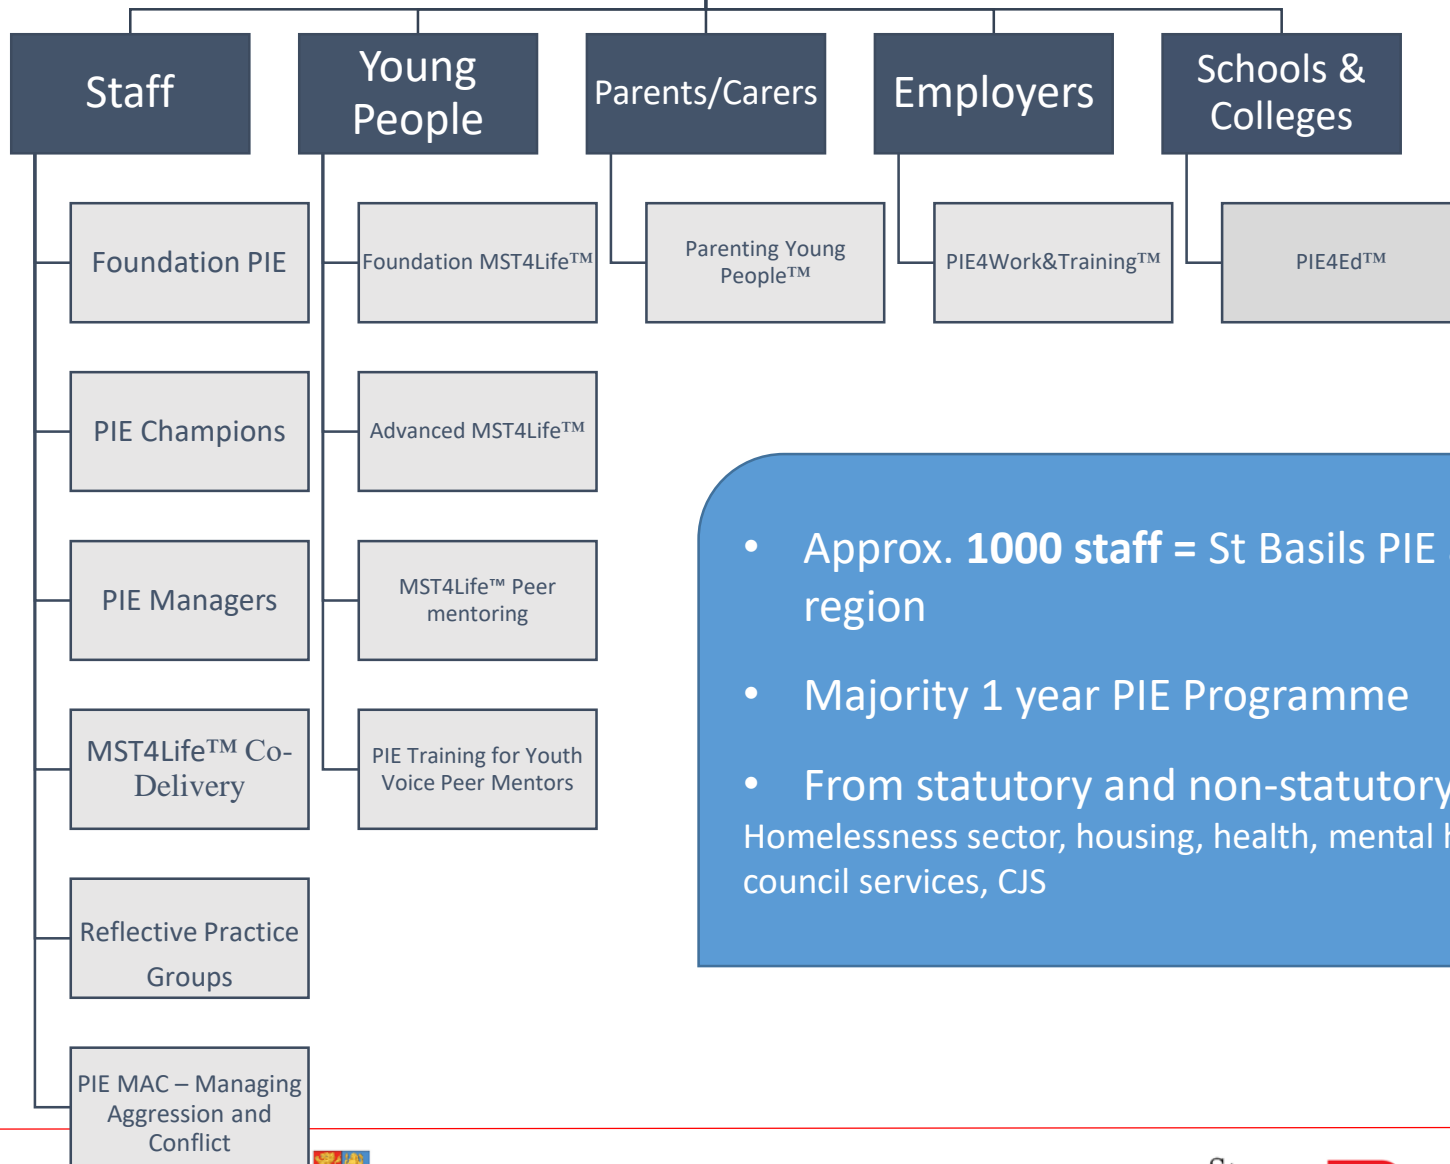 Staff
Young
People
Parents/Carers
Employers
Schools &
Colleges
Foundation PIE
Foundation MST4Life™
Parenting Young
People™
PIE4Work&Training™
PIE4Ed™
PIE Champions
Advanced MST4Life™
PIE Managers
MST4Life™ Peer
mentoring
MST4Life™ Co-
Delivery
PIE Training for Youth
Voice Peer Mentors
Reflective Practice
Groups
PIE MAC – Managing
Aggression and
Conflict
• Approx. 1000 staff = St Basils PIE
region
• Majority 1 year PIE Programme
• From statutory and non-statutory
Homelessness sector, housing, health, mental
council services, CJS